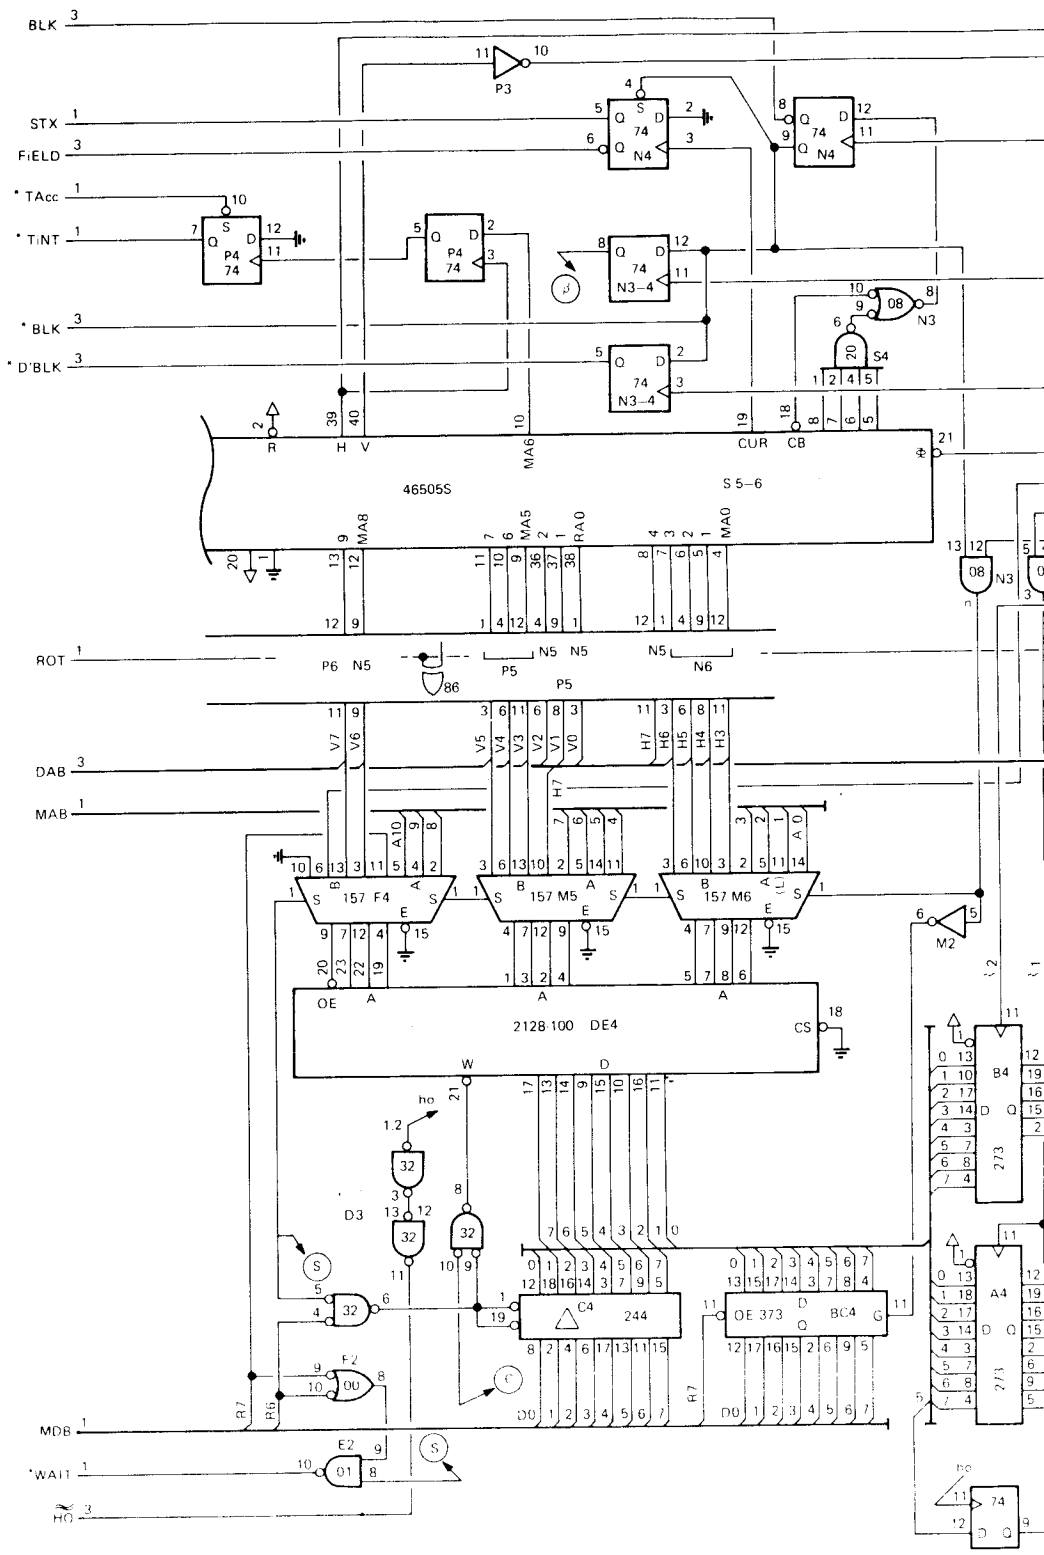 BLK 3
11 10
P3
4
STX 1
5 Q S D 2
74
N4
6 Q 3
8 Q D 12
9 Q 74 11
N4
FiELD 3
* TAcc 1
10
* TiNT 1
7 Q S D 12
P4 11
74
5 Q D 2
P4 3
74
8 Q D 12
74 11
N3-4
β
10 9 08 8
N3
6
20 S4
1 2 4 5
* BLK 3
* D'BLK 3
5 Q D 2
74 3
N3-4
2 39 40 10 19 18 8 7 6 5
R H V MA6 CUR CB
21
Φ
46505S S 5-6
9 MA8 7 6 MA5 2 1 RA0 4 3 2 1 MA0
20 1 13 12 11 10 9 36 37 38 8 7 6 5 4
13 12
08 N3
5
3
n
12 9 1 4 12 4 9 1 12 1 4 9 12
ROT 1
P6 N5 86 P5 N5 N5 N5 N6
P5
11 9 3 6 11 6 8 3 11 3 6 8 11
V7 V6 V5 V4 V3 V2 V1 V0 H7 H6 H5 H4 H3
DAB 3
H7
MAB 1
A10 9 8 7 6 5 4 3 2 1 A0
10 6 13 3 11 5 4 2
3 6 13 10 2 5 14 11
3 6 10 3 2 5 11 14
1 S B A S 1
157 F4
E 15
S B A S 1
157 M5
E 15
S B A (L) S 1
157 M6
E 15
6 5
M2
9 7 12 4 4 7 12 9 4 7 9 12
20 23 22 19 1 3 2 4 5 7 8 6
OE A A A
2128-100 DE4
CS 18
W D
21 17 13 14 9 15 10 16 11
~2 ~1
11
1
0 13 12
1 10 B4 19
2 17 16
3 14 D Q 15
4 3 2
5 7
6 8 273
7 4
ho
1.2
32
3
D3 13 12
32
11
8
32
10 9
7 6 5 4 3 2 1 0
S
5
4 32 6
0 1 2 3 4 5 6 7
12 18 16 14 3 7 9 5
1
19 C4 244
8 2 4 6 17 13 11 15
0 1 2 3 4 5 6 7
13 15 17 14 3 7 8 4
11 OE 373 D BC4 G 11
Q
12 17 16 15 2 6 9 5
11
1
0 13 12
1 18 A4 19
2 17 16
3 14 D Q 15
4 3 2
5 7 6
6 8 273 9
7 4 5
5
F2
9
10 00 8
C
R7 R6 R7
D0 1 2 3 4 5 6 7
D0 1 2 3 4 5 6 7
MDB 1
E2
S
*WAIT 1
10 01 9
8
H0 3
ho
11 74
12 D Q 9